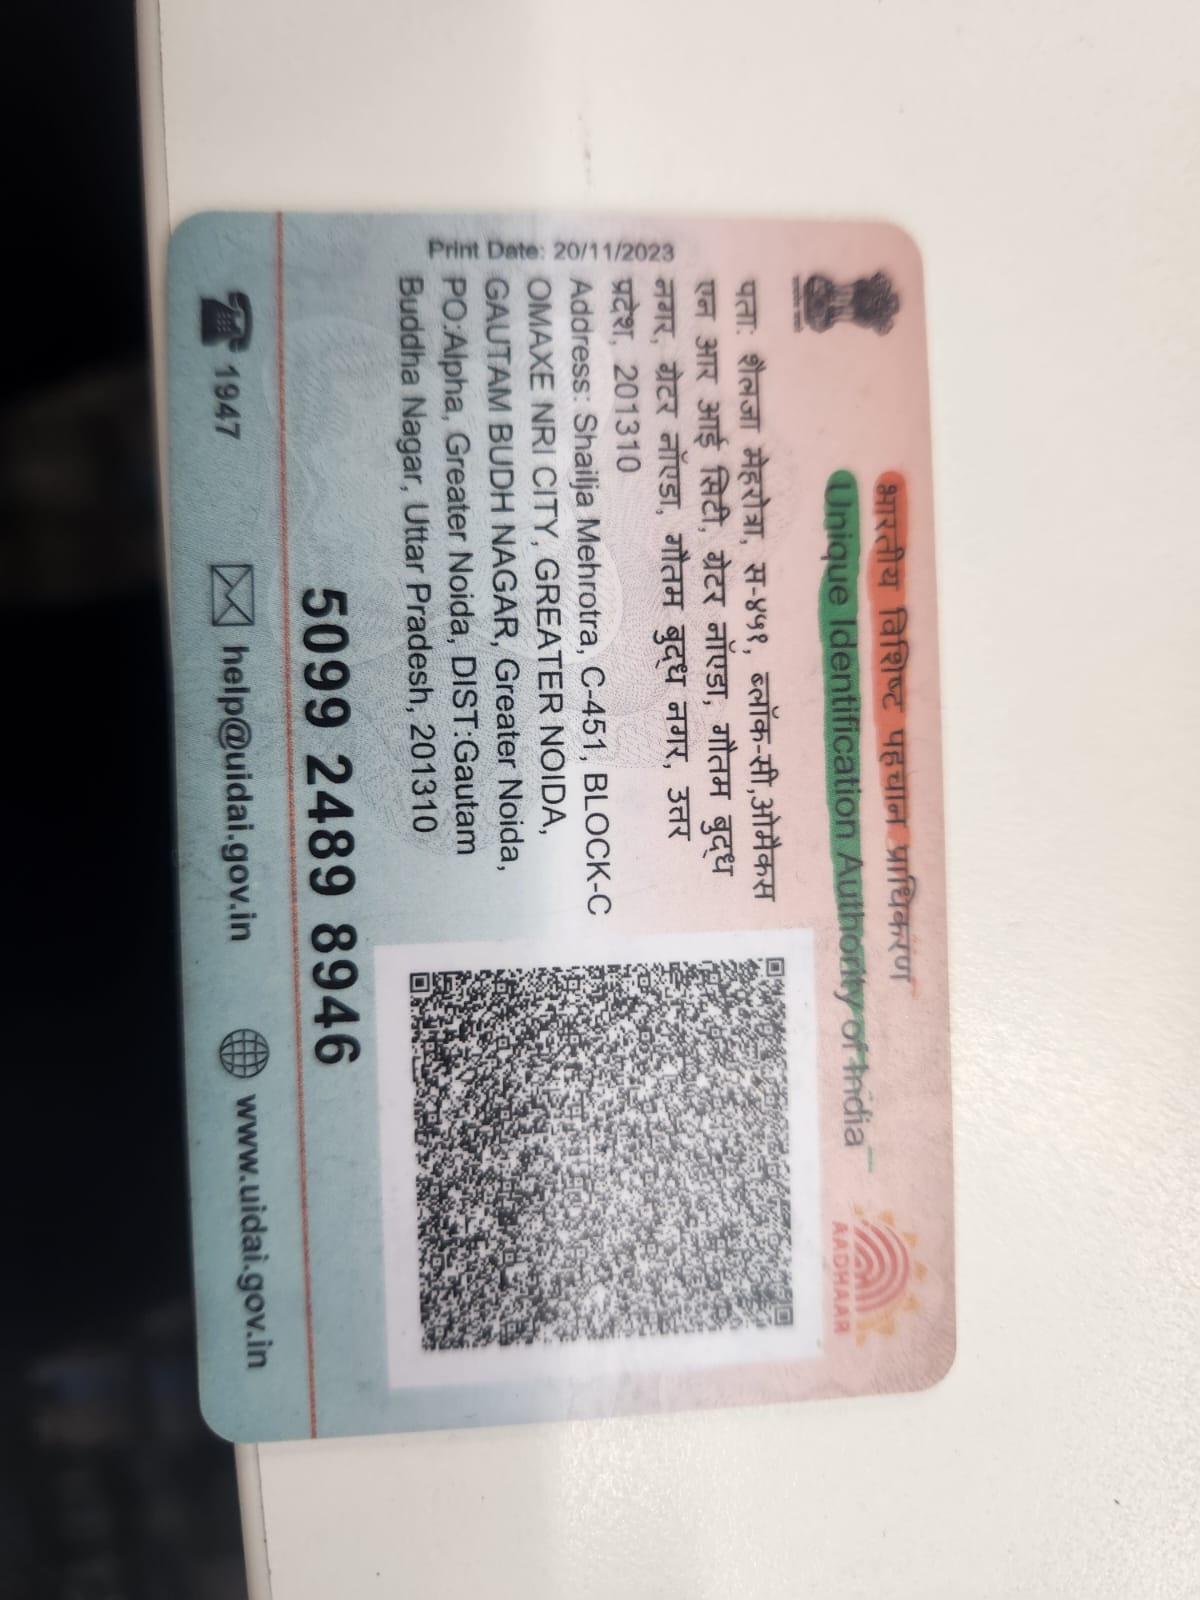 भारतीय विशिष्ट पहचान प्राधिकरण
Unique Identification Authority of India
AADHAAR
Print Date: 20/11/2023
पता: शैलजा मेहरोत्रा, स-४५१, ब्लॉक-सी,ओमैकस
एन आर आई सिटी, ग्रेटर नॉएडा, गौतम बुद्ध
नगर, ग्रेटर नॉएडा, गौतम बुद्ध नगर, उत्तर
प्रदेश, 201310
Address: Shailja Mehrotra, C-451, BLOCK-C
OMAXE NRI CITY, GREATER NOIDA,
GAUTAM BUDH NAGAR, Greater Noida,
PO:Alpha, Greater Noida, DIST:Gautam
Buddha Nagar, Uttar Pradesh, 201310
5099 2489 8946
1947
help@uidai.gov.in
www.uidai.gov.in